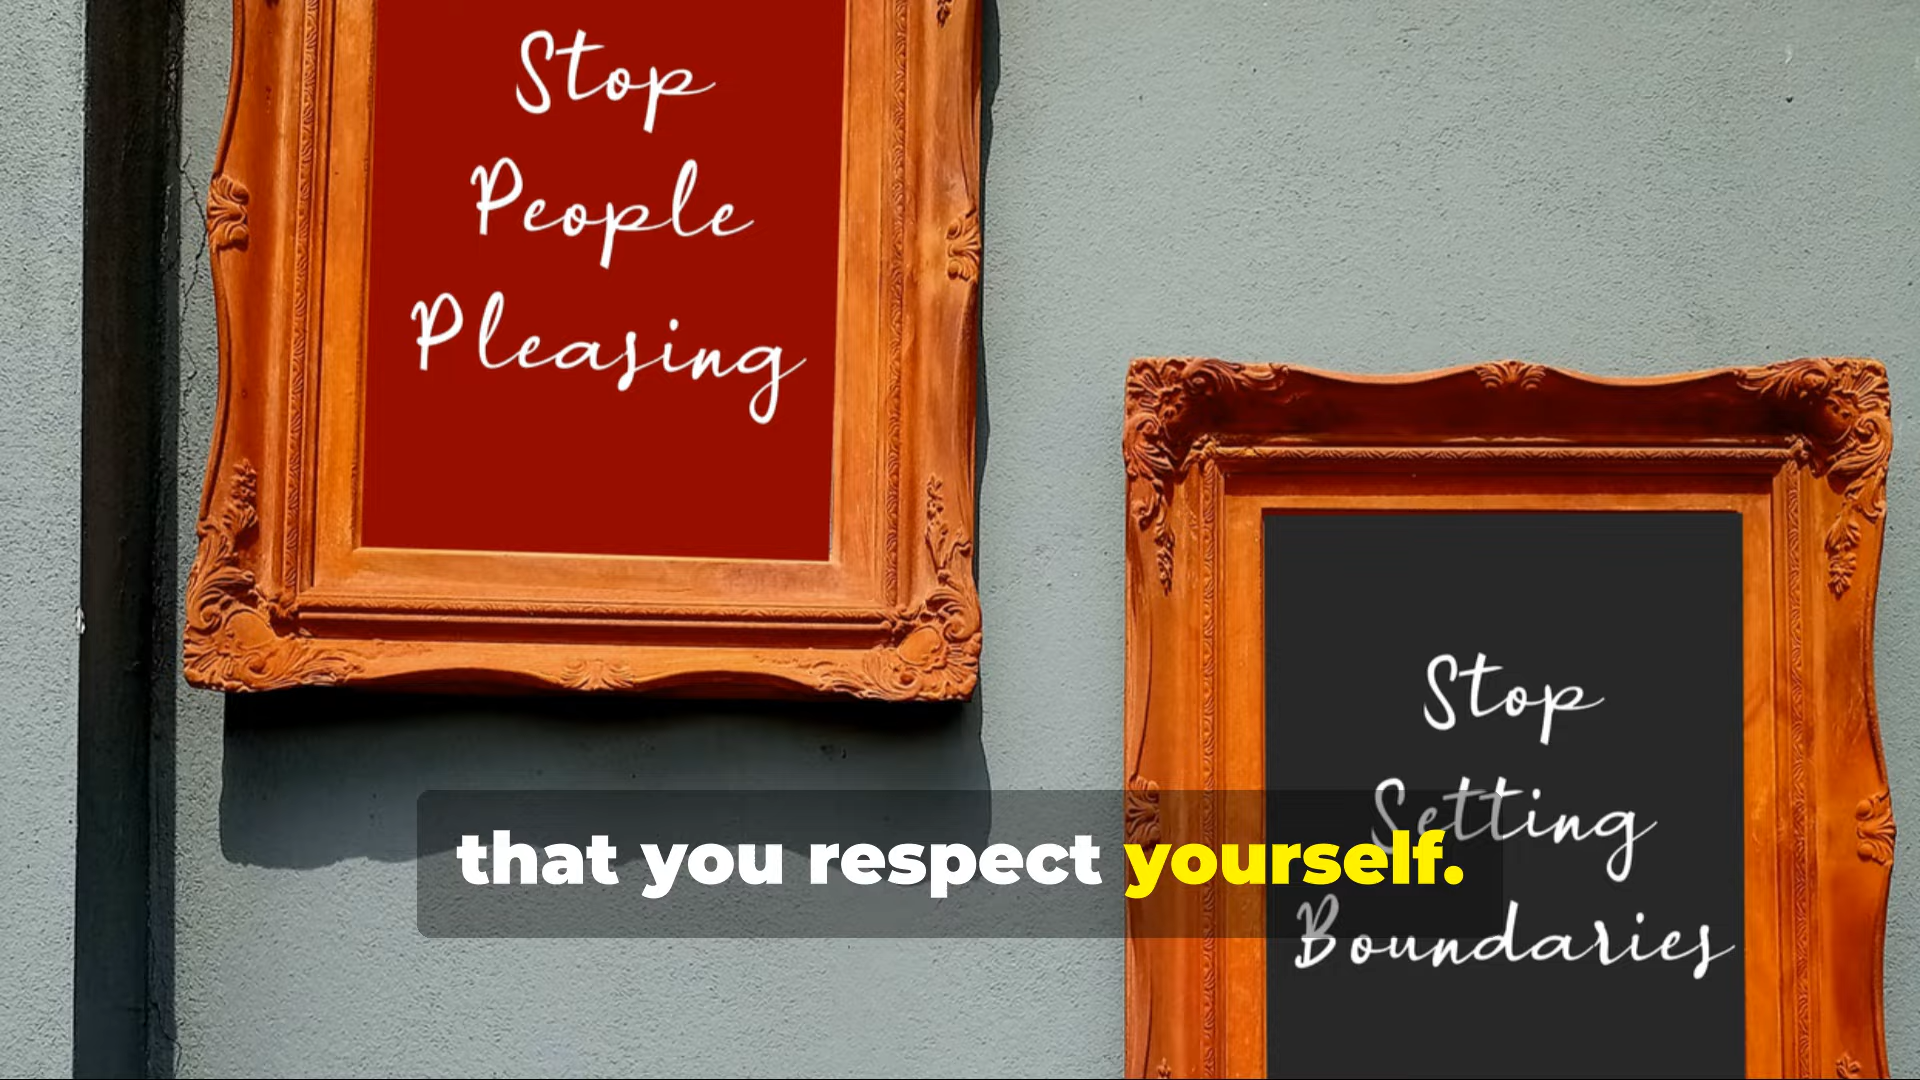 Stop
People
Pleasing
Stop
Setting
Boundaries
that you respect yourself.